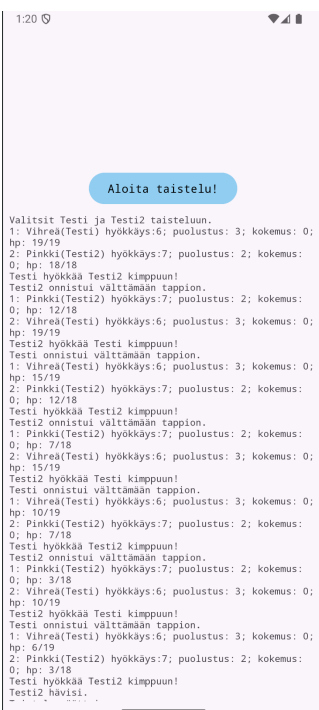 1:20
Aloita taistelu!
Valitsit Testi ja Testi2 taisteluun.
1: Vihreä(Testi) hyökkäys:6; puolustus: 3; kokemus: 0;
hp: 19/19
2: Pinkki(Testi2) hyökkäys:7; puolustus: 2; kokemus:
0; hp: 18/18
Testi hyökkää Testi2 kimppuun!
Testi2 onnistui välttämään tappion.
1: Pinkki(Testi2) hyökkäys:7; puolustus: 2; kokemus:
0; hp: 12/18
2: Vihreä(Testi) hyökkäys:6; puolustus: 3; kokemus: 0;
hp: 19/19
Testi2 hyökkää Testi kimppuun!
Testi onnistui välttämään tappion.
1: Vihreä(Testi) hyökkäys:6; puolustus: 3; kokemus: 0;
hp: 15/19
2: Pinkki(Testi2) hyökkäys:7; puolustus: 2; kokemus:
0; hp: 12/18
Testi hyökkää Testi2 kimppuun!
Testi2 onnistui välttämään tappion.
1: Pinkki(Testi2) hyökkäys:7; puolustus: 2; kokemus:
0; hp: 7/18
2: Vihreä(Testi) hyökkäys:6; puolustus: 3; kokemus: 0;
hp: 15/19
Testi2 hyökkää Testi kimppuun!
Testi onnistui välttämään tappion.
1: Vihreä(Testi) hyökkäys:6; puolustus: 3; kokemus: 0;
hp: 10/19
2: Pinkki(Testi2) hyökkäys:7; puolustus: 2; kokemus:
0; hp: 7/18
Testi hyökkää Testi2 kimppuun!
Testi2 onnistui välttämään tappion.
1: Pinkki(Testi2) hyökkäys:7; puolustus: 2; kokemus:
0; hp: 3/18
2: Vihreä(Testi) hyökkäys:6; puolustus: 3; kokemus: 0;
hp: 10/19
Testi2 hyökkää Testi kimppuun!
Testi onnistui välttämään tappion.
1: Vihreä(Testi) hyökkäys:6; puolustus: 3; kokemus: 0;
hp: 6/19
2: Pinkki(Testi2) hyökkäys:7; puolustus: 2; kokemus:
0; hp: 3/18
Testi hyökkää Testi2 kimppuun!
Testi2 hävisi.